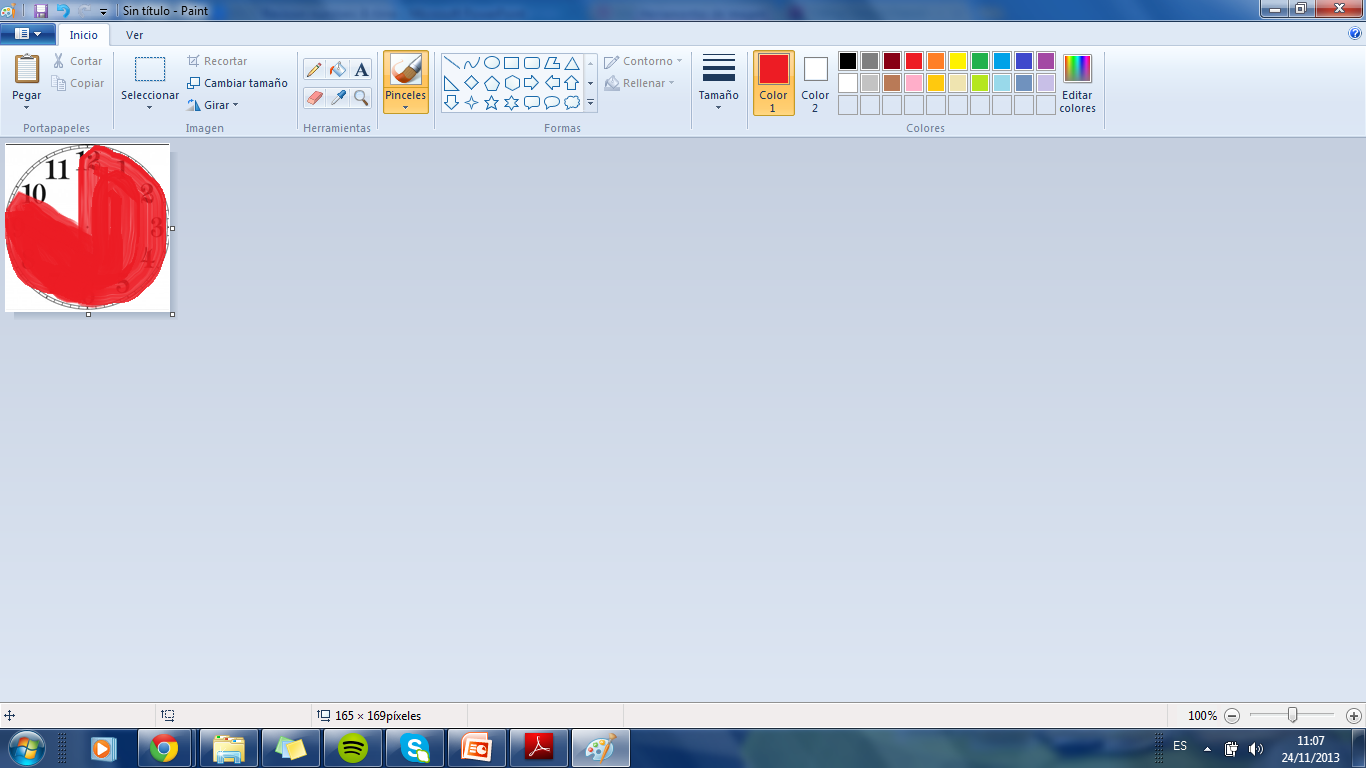 Sin título - Paint
Inicio Ver
Pegar
Cortar
Copiar
Portapapeles
Seleccionar
Recortar
Cambiar tamaño
Girar
Imagen
A
Herramientas
Pinceles
Contorno
Rellenar
Formas
Tamaño
Color
1
Color
2
Editar
colores
Colores
12
11 1
10 2
3
4
5
165 × 169píxeles
100%
ES
11:07
24/11/2013